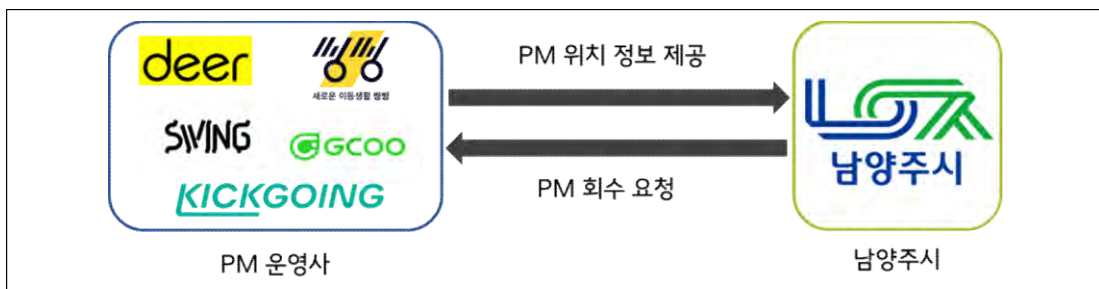 deer
새로운 이동생활 씽씽
SWING
GCOO
KICKGOING
PM 운영사
PM 위치 정보 제공
PM 회수 요청
남양주시
남양주시